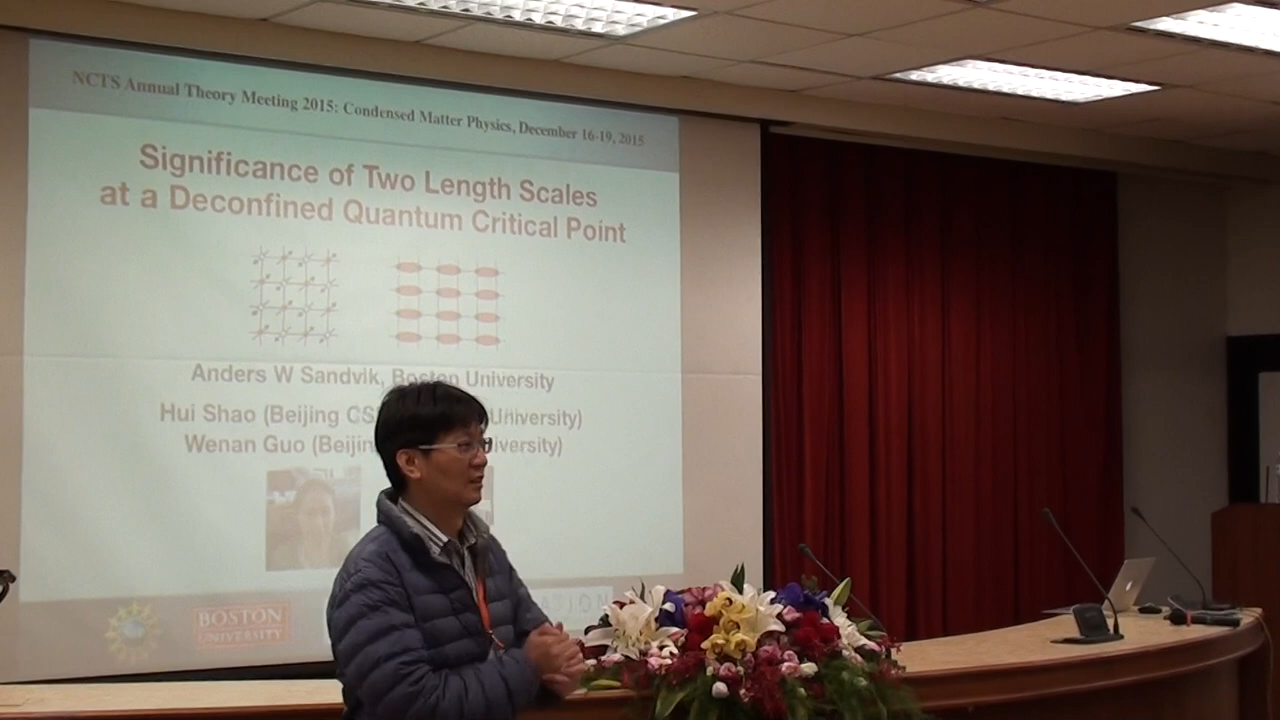 NCTS Annual Theory Meeting 2015: Condensed Matter Physics, December 16-19, 2015
Significance of Two Length Scales
at a Deconfined Quantum Critical Point
Anders W Sandvik, Boston University
Hui Shao (Beijing University)
Wenan Guo (Beijing
BOSTON
UNIVERSITY